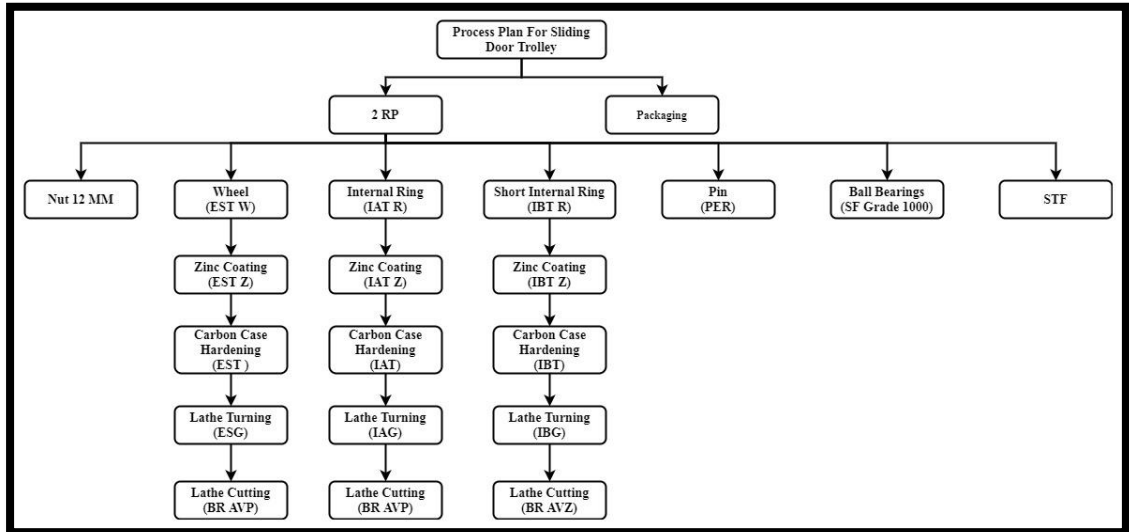 Process Plan For Sliding
Door Trolley
2 RP
Packaging
Nut 12 MM
Wheel
(EST W)
Internal Ring
(IAT R)
Short Internal Ring
(IBT R)
Pin
(PER)
Ball Bearings
(SF Grade 1000)
STF
Zinc Coating
(EST Z)
Zinc Coating
(IAT Z)
Zinc Coating
(IBT Z)
Carbon Case
Hardening
(EST )
Carbon Case
Hardening
(IAT)
Carbon Case
Hardening
(IBT)
Lathe Turning
(ESG)
Lathe Turning
(IAG)
Lathe Turning
(IBG)
Lathe Cutting
(BR AVP)
Lathe Cutting
(BR AVP)
Lathe Cutting
(BR AVZ)